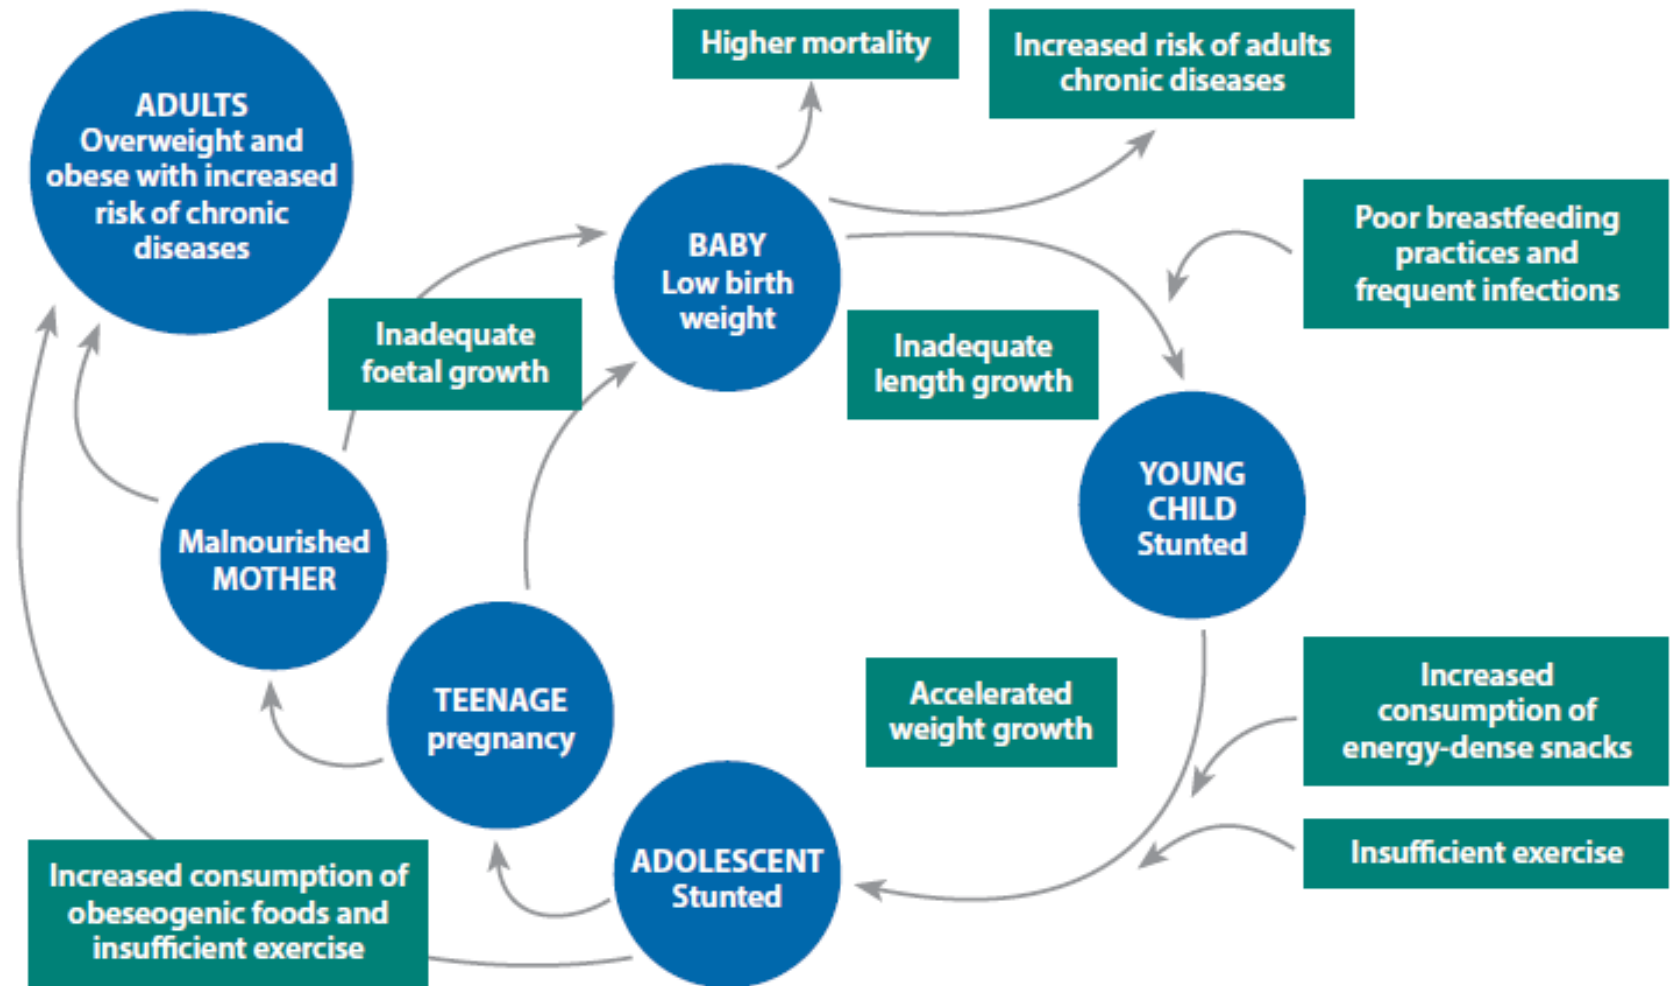 ADULTS
Overweight and
obese with increased
risk of chronic
diseases
Higher mortality
Increased risk of adults
chronic diseases
BABY
Low birth
weight
Poor breastfeeding
practices and
frequent infections
Inadequate
foetal growth
Inadequate
length growth
YOUNG
CHILD
Stunted
Malnourished
MOTHER
TEENAGE
pregnancy
Accelerated
weight growth
Increased
consumption of
energy-dense snacks
Insufficient exercise
ADOLESCENT
Stunted
Increased consumption of
obeseogenic foods and
insufficient exercise